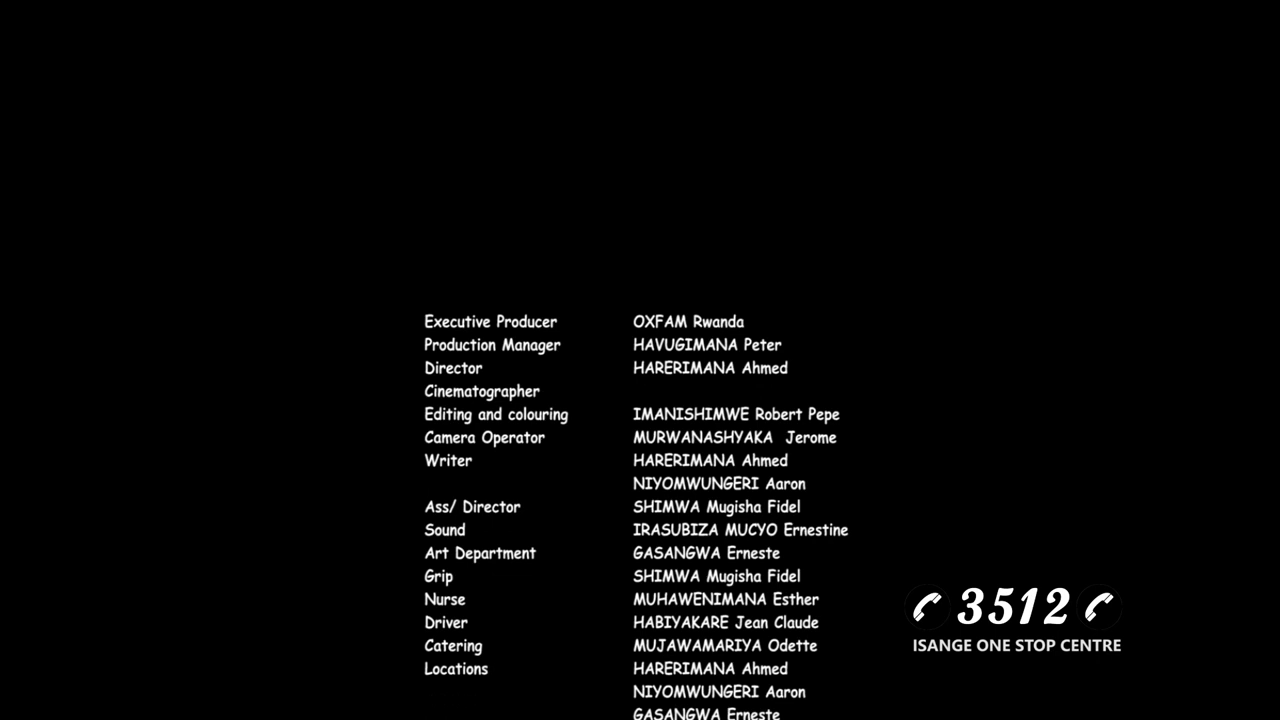 Executive Producer OXFAM Rwanda
Production Manager HAVUGIMANA Peter
Director HARERIMANA Ahmed
Cinematographer
Editing and colouring IMANISHIMWE Robert Pepe
Camera Operator MURWANASHYAKA Jerome
Writer HARERIMANA Ahmed
NIYOMWUNGERI Aaron
Ass/ Director SHIMWA Mugisha Fidel
Sound IRASUBIZA MUCYO Ernestine
Art Department GASANGWA Erneste
Grip SHIMWA Mugisha Fidel
Nurse MUHAWENIMANA Esther
Driver HABIYAKARE Jean Claude
Catering MUJAWAMARIYA Odette
Locations HARERIMANA Ahmed
NIYOMWUNGERI Aaron
GASANGWA Erneste
3512
ISANGE ONE STOP CENTRE